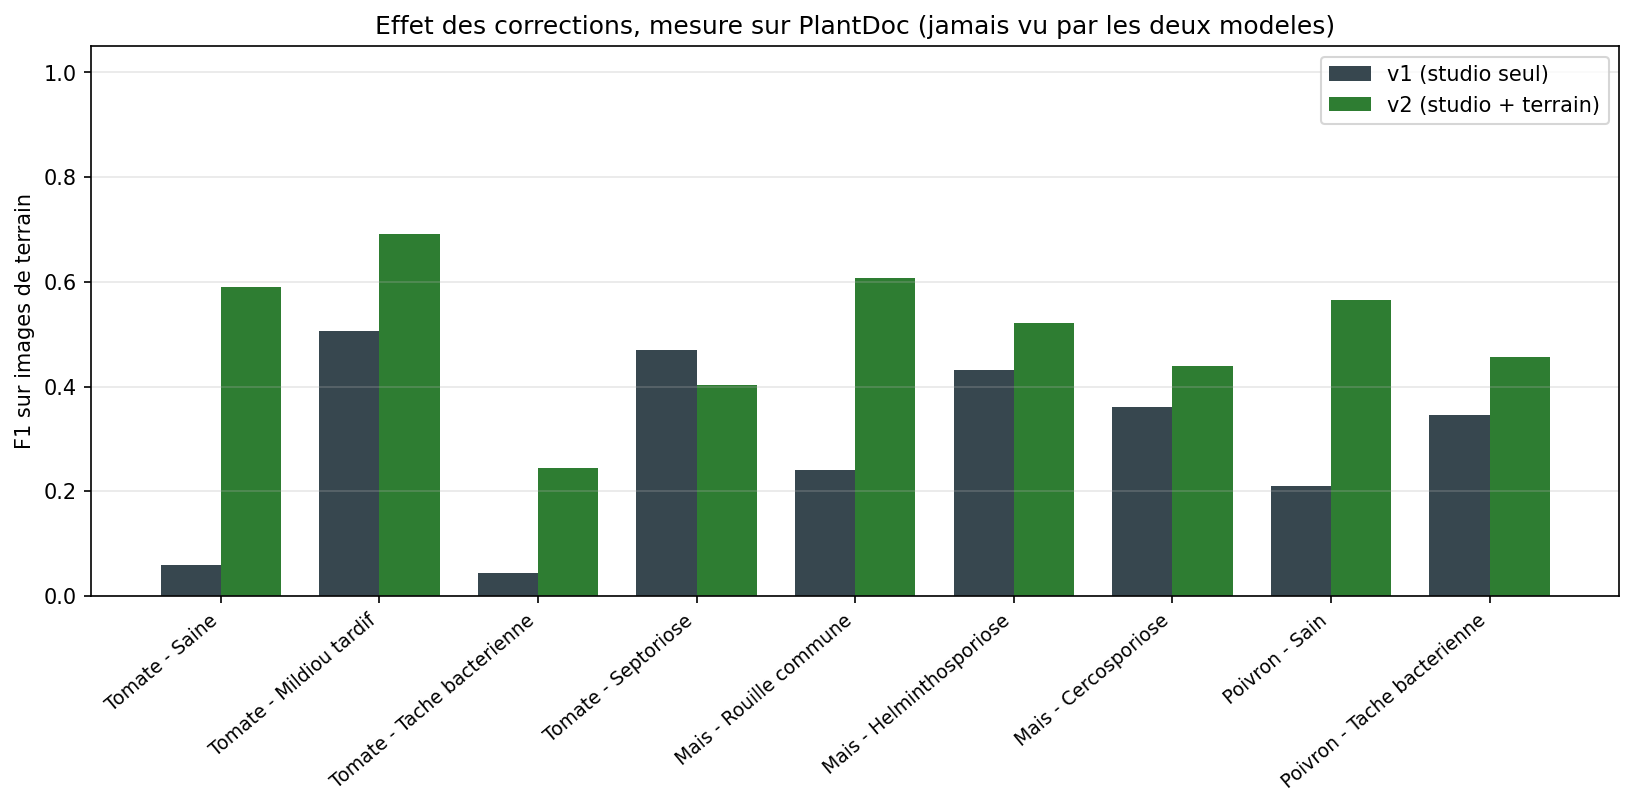 Effet des corrections, mesure sur PlantDoc (jamais vu par les deux modeles)
v1 (studio seul)
v2 (studio + terrain)
F1 sur images de terrain
1.0
0.8
0.6
0.4
0.2
0.0
Tomate - Saine
Tomate - Mildiou tardif
Tomate - Tache bacterienne
Tomate - Septoriose
Mais - Rouille commune
Mais - Helminthosporiose
Mais - Cercosporiose
Poivron - Sain
Poivron - Tache bacterienne